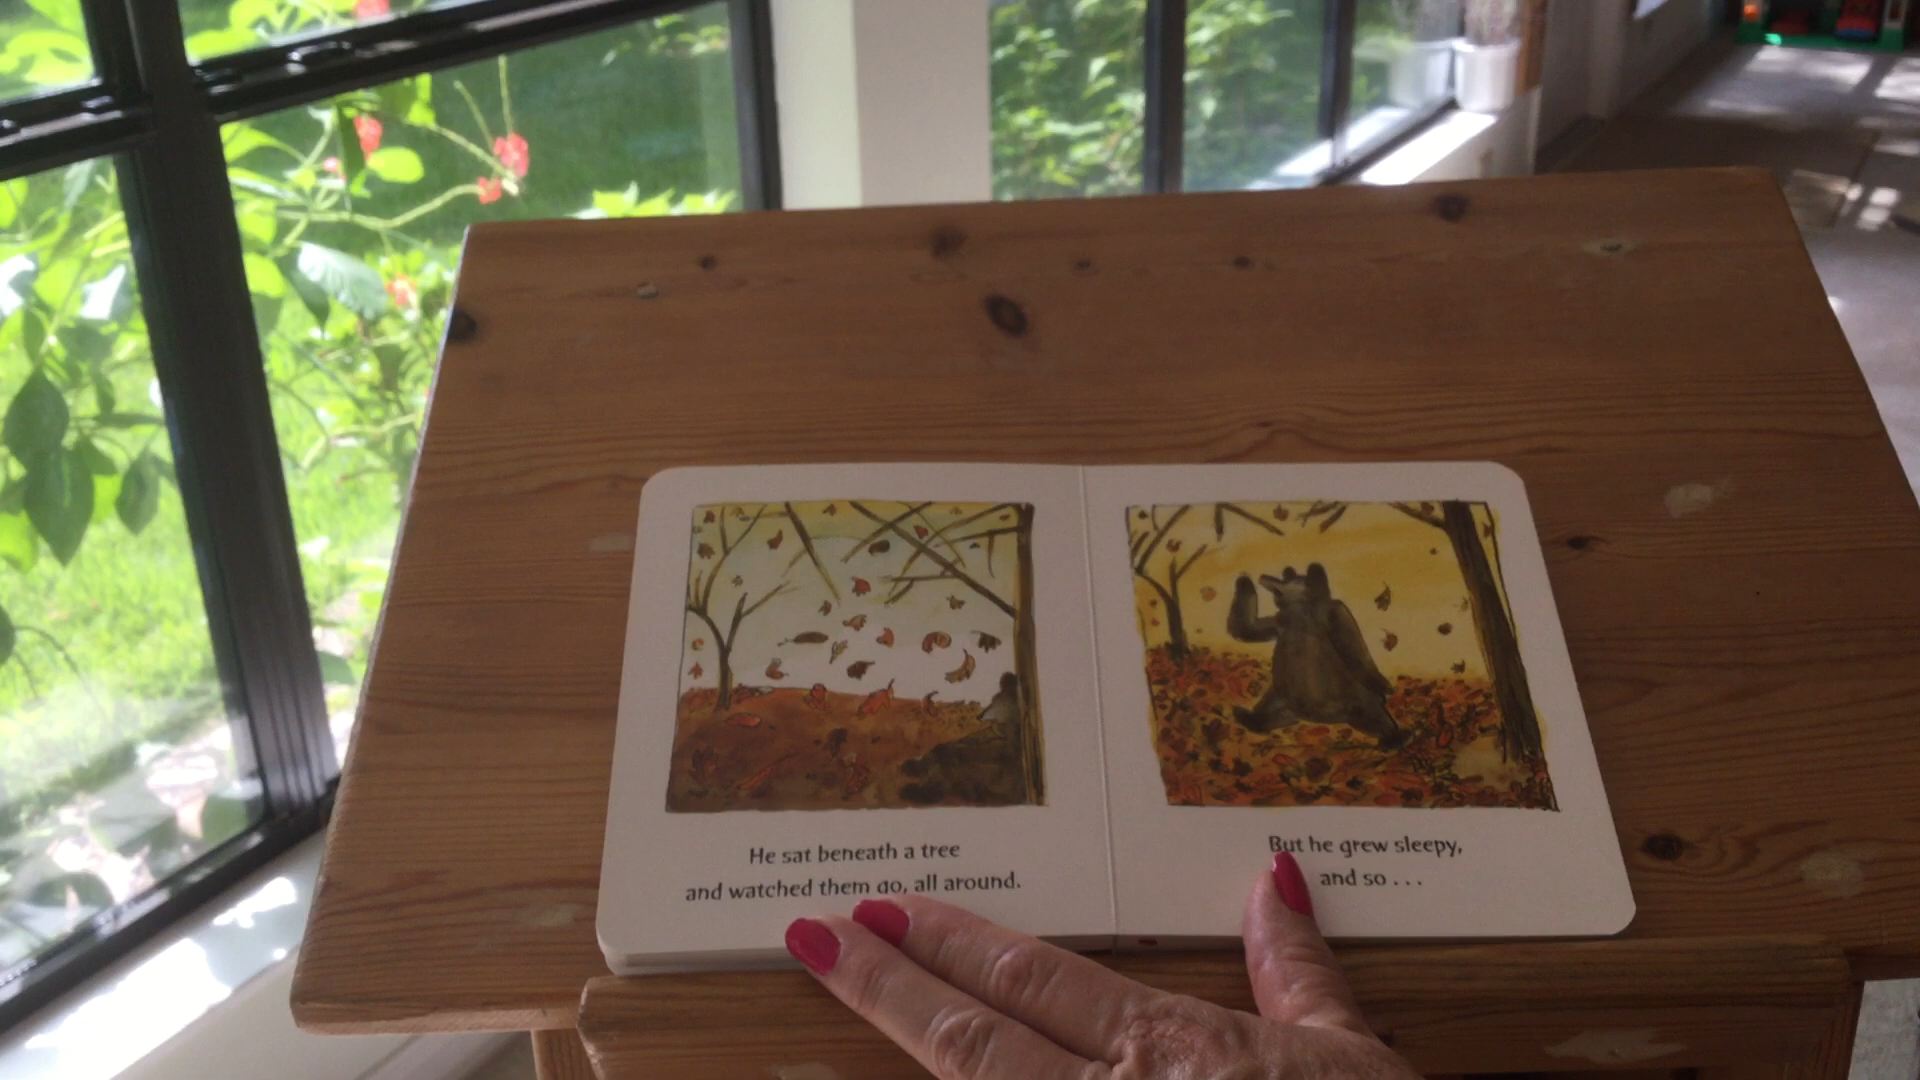 He sat beneath a tree
and watched them go, all around.
But he grew sleepy,
and so . . .